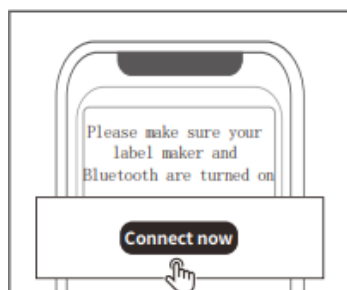 Please make sure your
label maker and
Bluetooth are turned on
Connect now